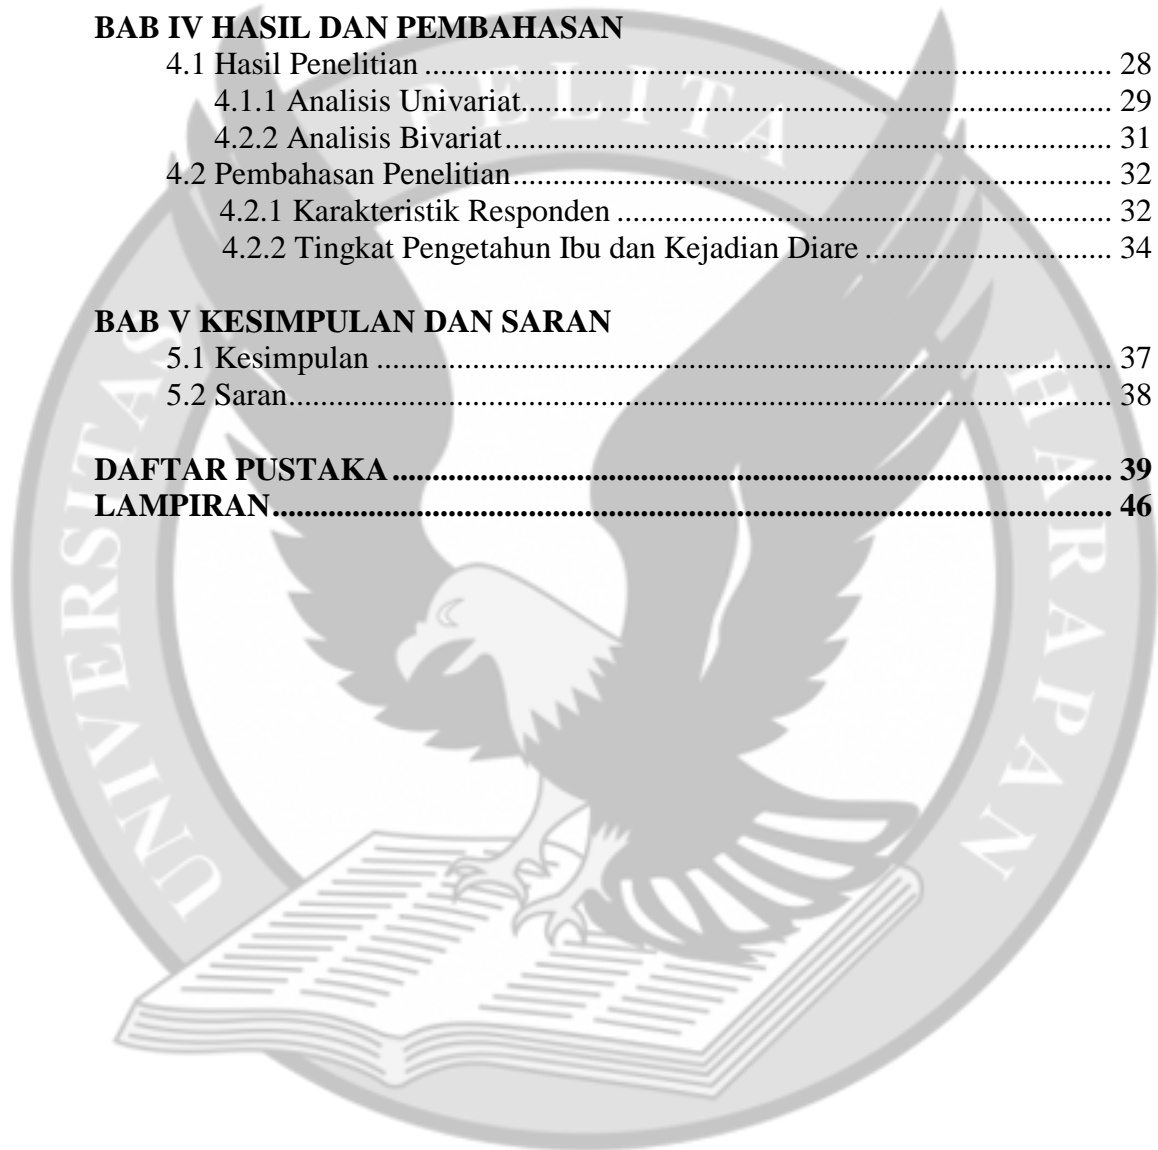 BAB IV HASIL DAN PEMBAHASAN
4.1 Hasil Penelitian ........................................................................................ 28
4.1.1 Analisis Univariat........................................................................... 29
4.2.2 Analisis Bivariat............................................................................. 31
4.2 Pembahasan Penelitian............................................................................. 32
4.2.1 Karakteristik Responden ............................................................... 32
4.2.2 Tingkat Pengetahun Ibu dan Kejadian Diare ............................... 34
BAB V KESIMPULAN DAN SARAN
5.1 Kesimpulan .............................................................................................. 37
5.2 Saran......................................................................................................... 38
DAFTAR PUSTAKA ........................................................................................... 39
LAMPIRAN.......................................................................................................... 46
UNIVERSITAS
PELITA
HARAPAN